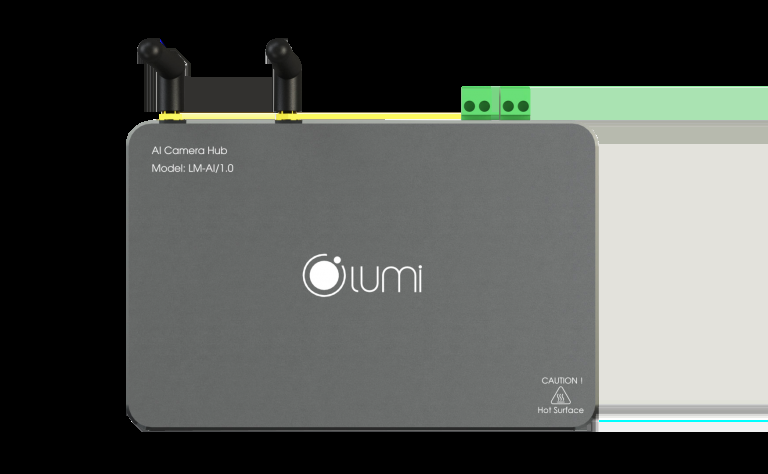 AI Camera Hub
Model: LM-AI/1.0
lumi
CAUTION !
Hot Surface